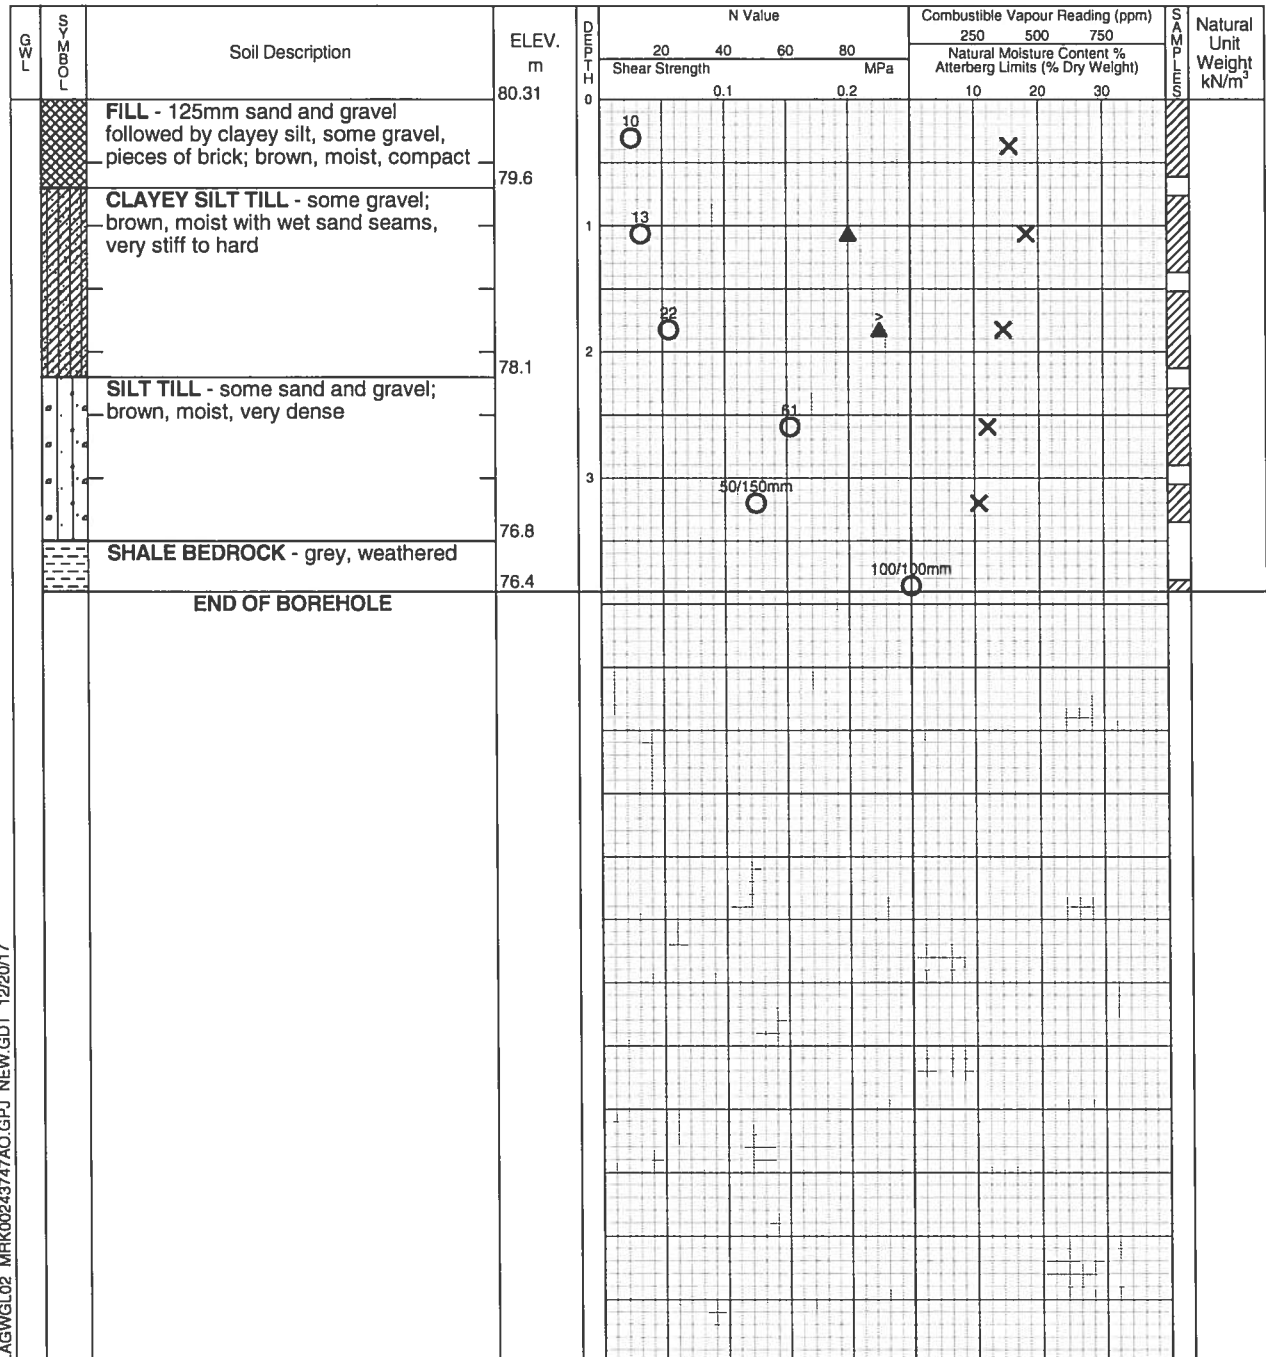 GWL
SYMBOL
Soil Description
ELEV.
m
DEPTH
N Value
20 40 60 80
Shear Strength MPa
0.1 0.2
Combustible Vapour Reading (ppm)
250 500 750
Natural Moisture Content %
Atterberg Limits (% Dry Weight)
10 20 30
SAMPLES
Natural
Unit
Weight
kN/m³
80.31
0
FILL - 125mm sand and gravel
followed by clayey silt, some gravel,
pieces of brick; brown, moist, compact
10
79.6
CLAYEY SILT TILL - some gravel;
brown, moist with wet sand seams,
very stiff to hard
1
13
22
>
2
78.1
SILT TILL - some sand and gravel;
brown, moist, very dense
61
3
50/150mm
76.8
SHALE BEDROCK - grey, weathered
100/100mm
76.4
END OF BOREHOLE
AGWGL02 MRK00243747AO.GPJ NEW.GDT 12/20/17